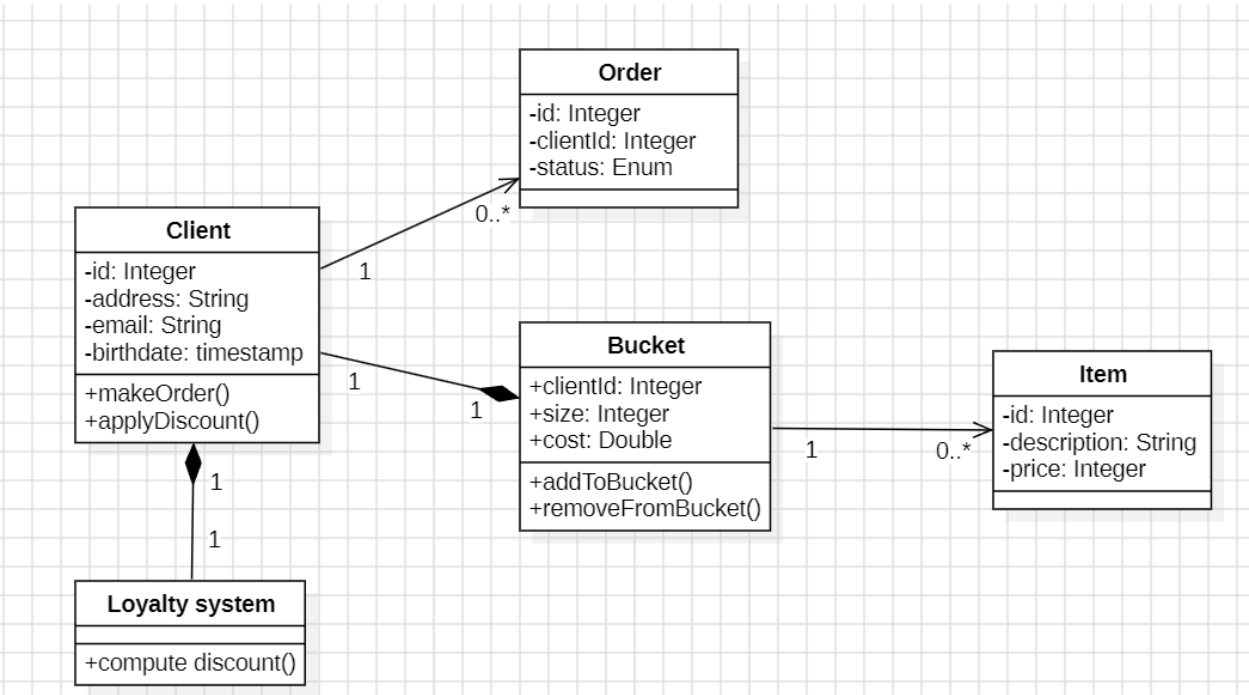 Order
-id: Integer
-clientId: Integer
-status: Enum
0..*
1
Client
-id: Integer
-address: String
-email: String
-birthdate: timestamp
+makeOrder()
+applyDiscount()
1
1
Bucket
+clientId: Integer
+size: Integer
+cost: Double
+addToBucket()
+removeFromBucket()
1
0..*
Item
-id: Integer
-description: String
-price: Integer
1
1
Loyalty system
+compute discount()